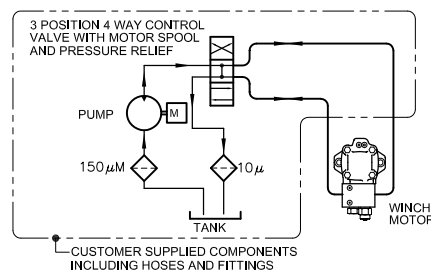 3 POSITION 4 WAY CONTROL
VALVE WITH MOTOR SPOOL
AND PRESSURE RELIEF
PUMP
M
150μM
10μ
TANK
WINCH
MOTOR
CUSTOMER SUPPLIED COMPONENTS
INCLUDING HOSES AND FITTINGS